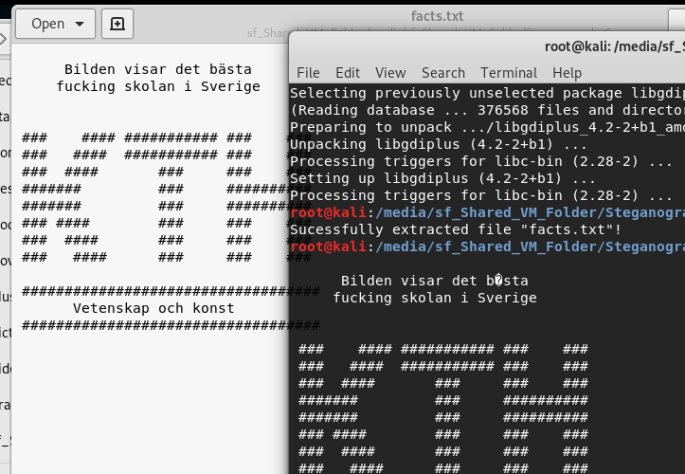 Open
facts.txt
Bilden visar det bästa
fucking skolan i Sverige
###    #### ########### ###    ###
###   ####  ########### ###    ###
###  ####       ###     ###
#######         ###     ##########
#######         ###     ##########
### ####        ###     ###
###  ####       ###     ###
###   ####      ###     ###
###################################
Vetenskap och konst
###################################
root@kali: /media/sf_S
File Edit View Search Terminal Help
Selecting previously unselected package libgdip
(Reading database ... 376568 files and director
Preparing to unpack .../libgdiplus_4.2-2+b1_amd
Unpacking libgdiplus (4.2-2+b1) ...
Processing triggers for libc-bin (2.28-2) ...
Setting up libgdiplus (4.2-2+b1) ...
Processing triggers for libc-bin (2.28-2) ...
root@kali:/media/sf_Shared_VM_Folder/Steganogra
Sucessfully extracted file "facts.txt"!
root@kali:/media/sf_Shared_VM_Folder/Steganogra
Bilden visar det b�sta
fucking skolan i Sverige
###    #### ########### ###    ###
###   ####  ########### ###    ###
###  ####       ###     ###    ###
#######         ###     ##########
#######         ###     ##########
### ####        ###     ###    ###
###  ####       ###     ###    ###
###   ####      ###     ###    ###